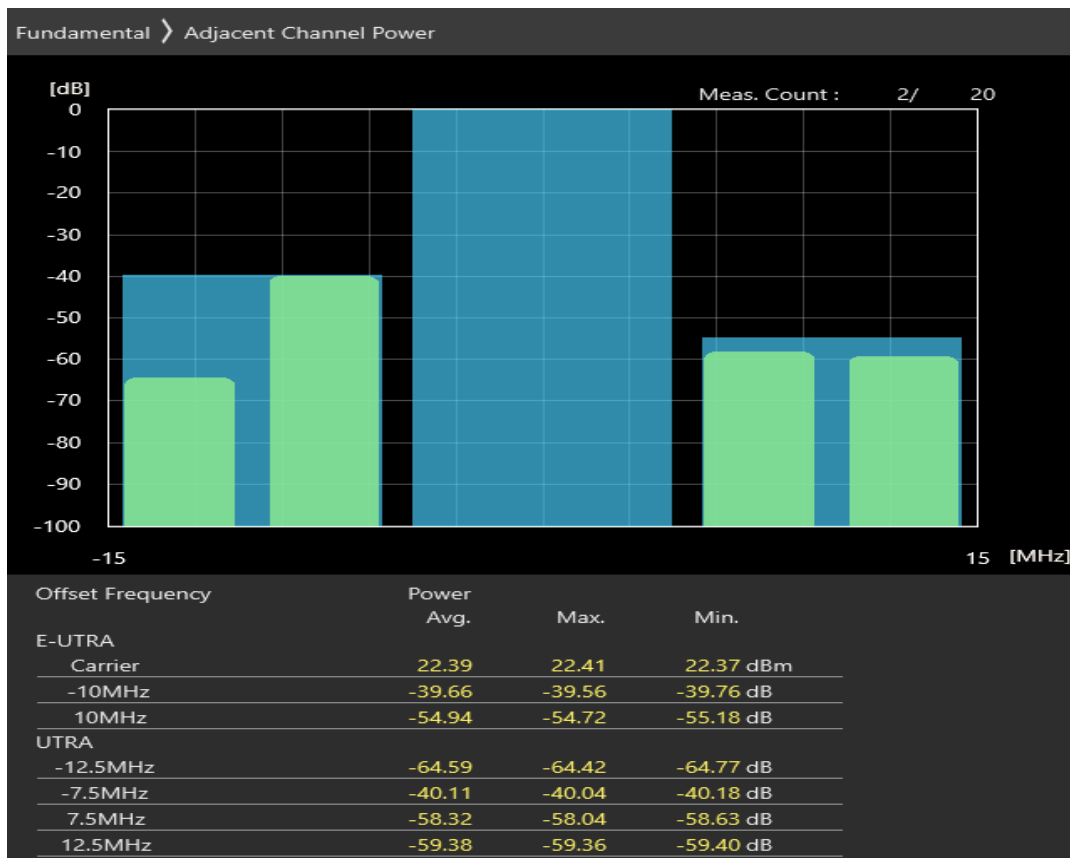 Fundamental 〉 Adjacent Channel Power
[dB]
Meas. Count : 2/ 20
0
-10
-20
-30
-40
-50
-60
-70
-80
-90
-100
-15 15 [MHz]
Offset Frequency Power
Avg. Max. Min.
E-UTRA
Carrier 22.39 22.41 22.37 dBm
-10MHz -39.66 -39.56 -39.76 dB
10MHz -54.94 -54.72 -55.18 dB
UTRA
-12.5MHz -64.59 -64.42 -64.77 dB
-7.5MHz -40.11 -40.04 -40.18 dB
7.5MHz -58.32 -58.04 -58.63 dB
12.5MHz -59.38 -59.36 -59.40 dB